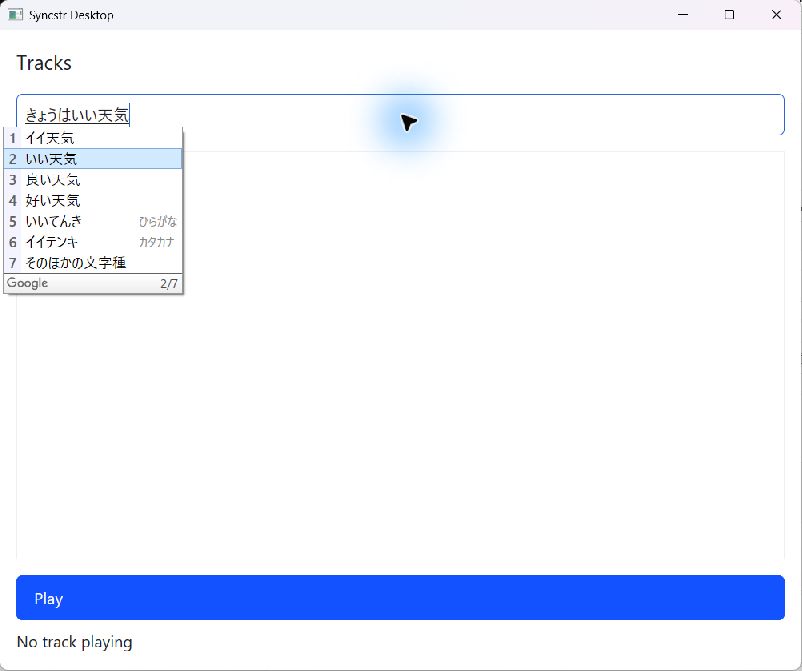 Syncstr Desktop
Tracks
きょうはいい天気
1 イイ天気
2 いい天気
3 良い天気
4 好い天気
5 いいてんき ひらがな
6 イイテンキ カタカナ
7 そのほかの文字種
Google 2/7
Play
No track playing